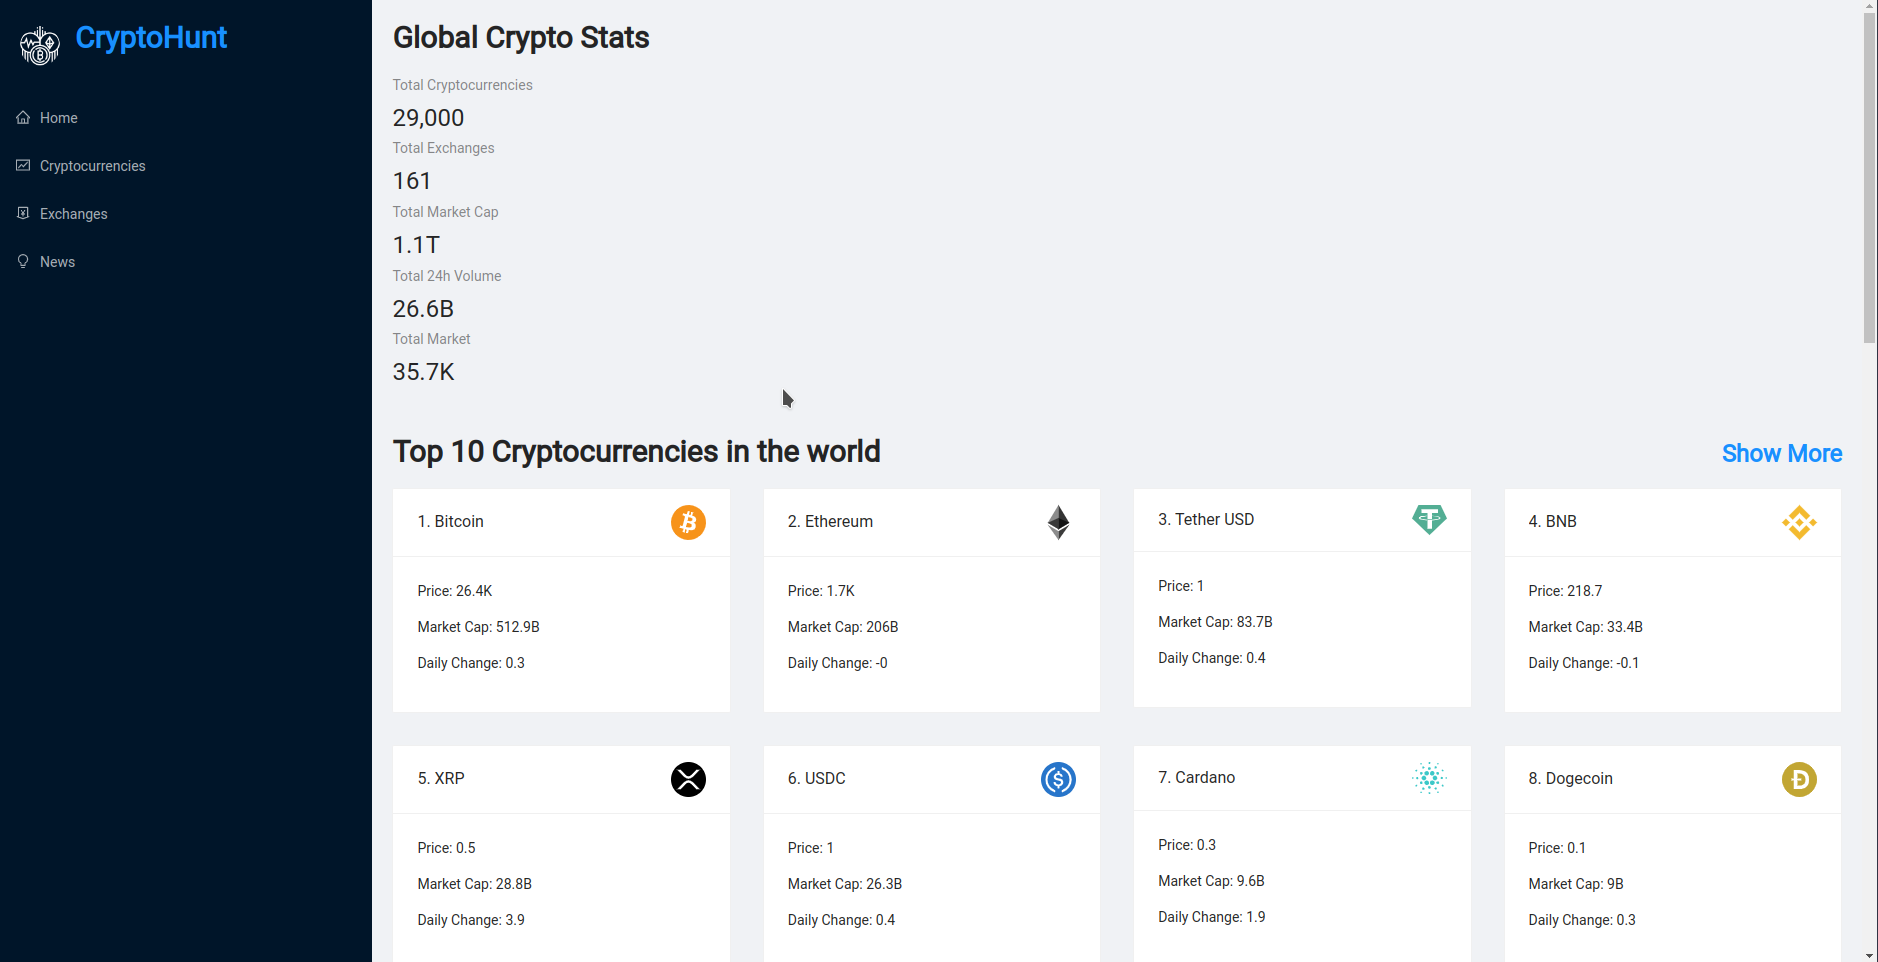 CryptoHunt
Home
Cryptocurrencies
Exchanges
News
Global Crypto Stats
Total Cryptocurrencies
29,000
Total Exchanges
161
Total Market Cap
1.1T
Total 24h Volume
26.6B
Total Market
35.7K
Top 10 Cryptocurrencies in the world
Show More
1. Bitcoin
Price: 26.4K
Market Cap: 512.9B
Daily Change: 0.3
2. Ethereum
Price: 1.7K
Market Cap: 206B
Daily Change: -0
3. Tether USD
Price: 1
Market Cap: 83.7B
Daily Change: 0.4
4. BNB
Price: 218.7
Market Cap: 33.4B
Daily Change: -0.1
5. XRP
Price: 0.5
Market Cap: 28.8B
Daily Change: 3.9
6. USDC
Price: 1
Market Cap: 26.3B
Daily Change: 0.4
7. Cardano
Price: 0.3
Market Cap: 9.6B
Daily Change: 1.9
8. Dogecoin
Price: 0.1
Market Cap: 9B
Daily Change: 0.3